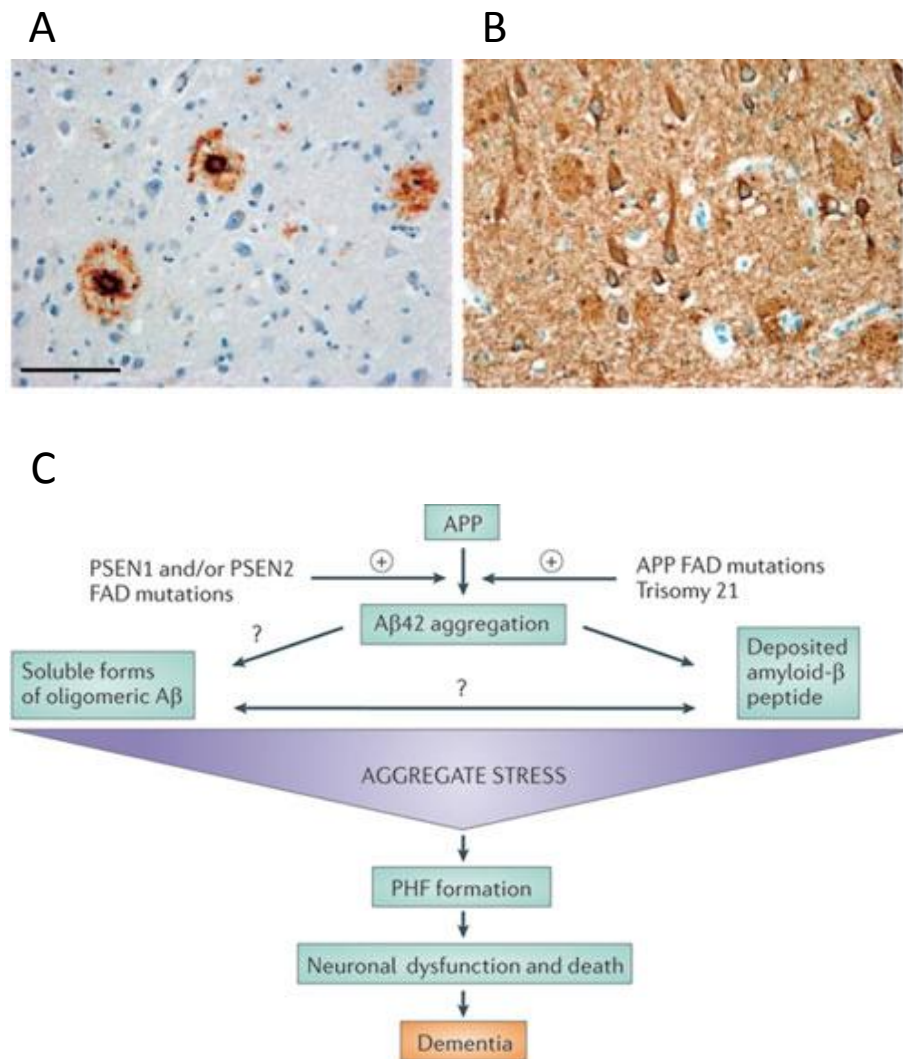 A
B
C
APP
PSEN1 and/or PSEN2
FAD mutations
+
+
APP FAD mutations
Trisomy 21
Aβ42 aggregation
?
Soluble forms
of oligomeric Aβ
?
Deposited
amyloid-β
peptide
AGGREGATE STRESS
PHF formation
Neuronal dysfunction and death
Dementia